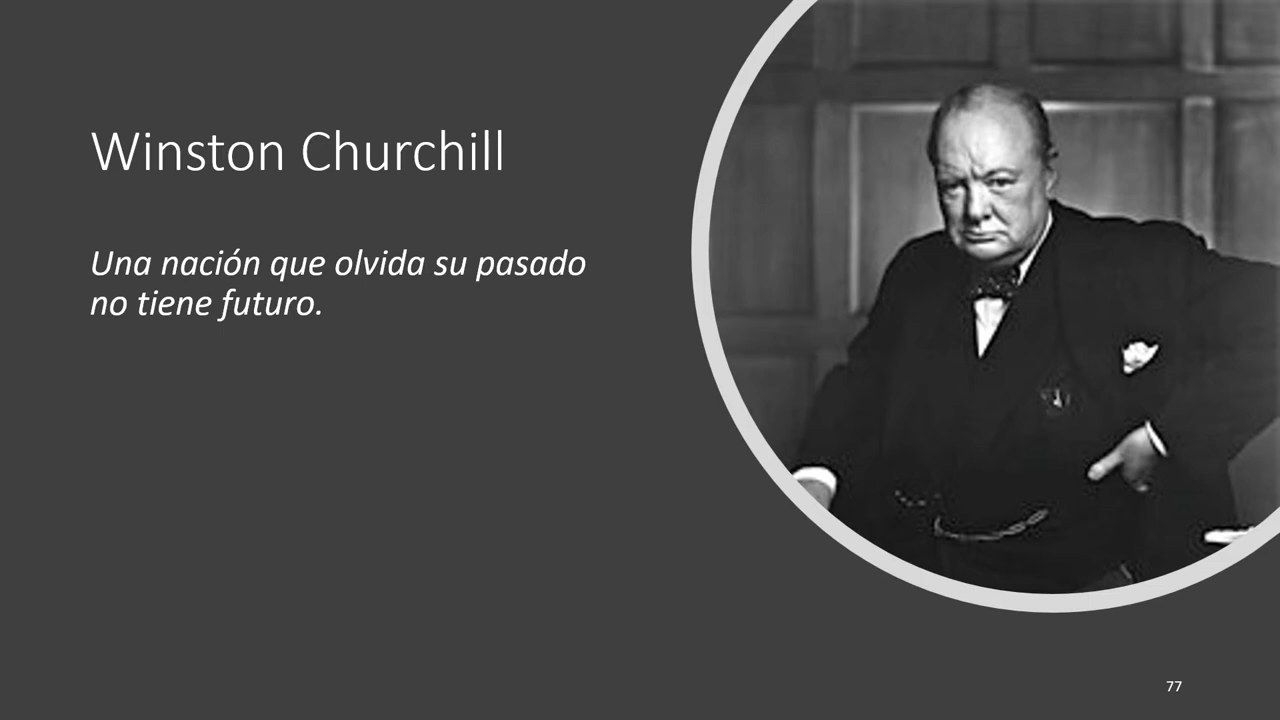 Winston Churchill
Una nación que olvida su pasado
no tiene futuro.
77